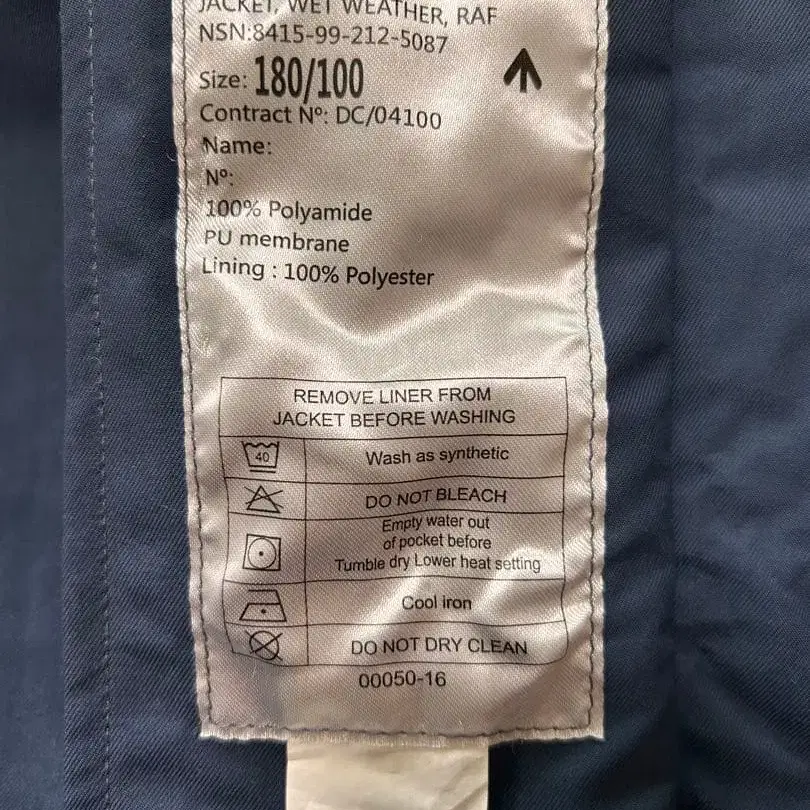 JACKET, WET WEATHER, RAF
NSN:8415-99-212-5087
Size: 180/100
Contract Nº: DC/04100
Name:
Nº:
100% Polyamide
PU membrane
Lining : 100% Polyester
REMOVE LINER FROM
JACKET BEFORE WASHING
40
Wash as synthetic
DO NOT BLEACH
Empty water out
of pocket before
Tumble dry Lower heat setting
Cool iron
DO NOT DRY CLEAN
00050-16